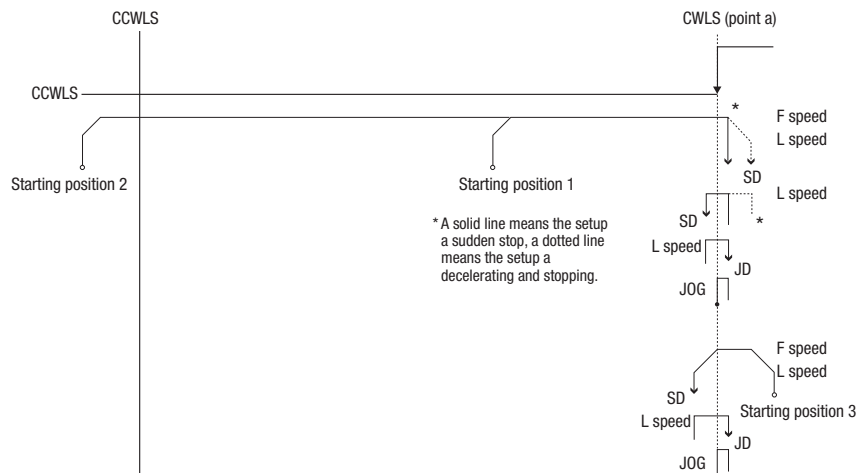 CCWLS
CWLS (point a)
CCWLS
*
F speed
L speed
SD
Starting position 2
Starting position 1
L speed
SD
*
* A solid line means the setup
a sudden stop, a dotted line
means the setup a
decelerating and stopping.
L speed
JD
JOG
F speed
L speed
SD
Starting position 3
L speed
JD
JOG